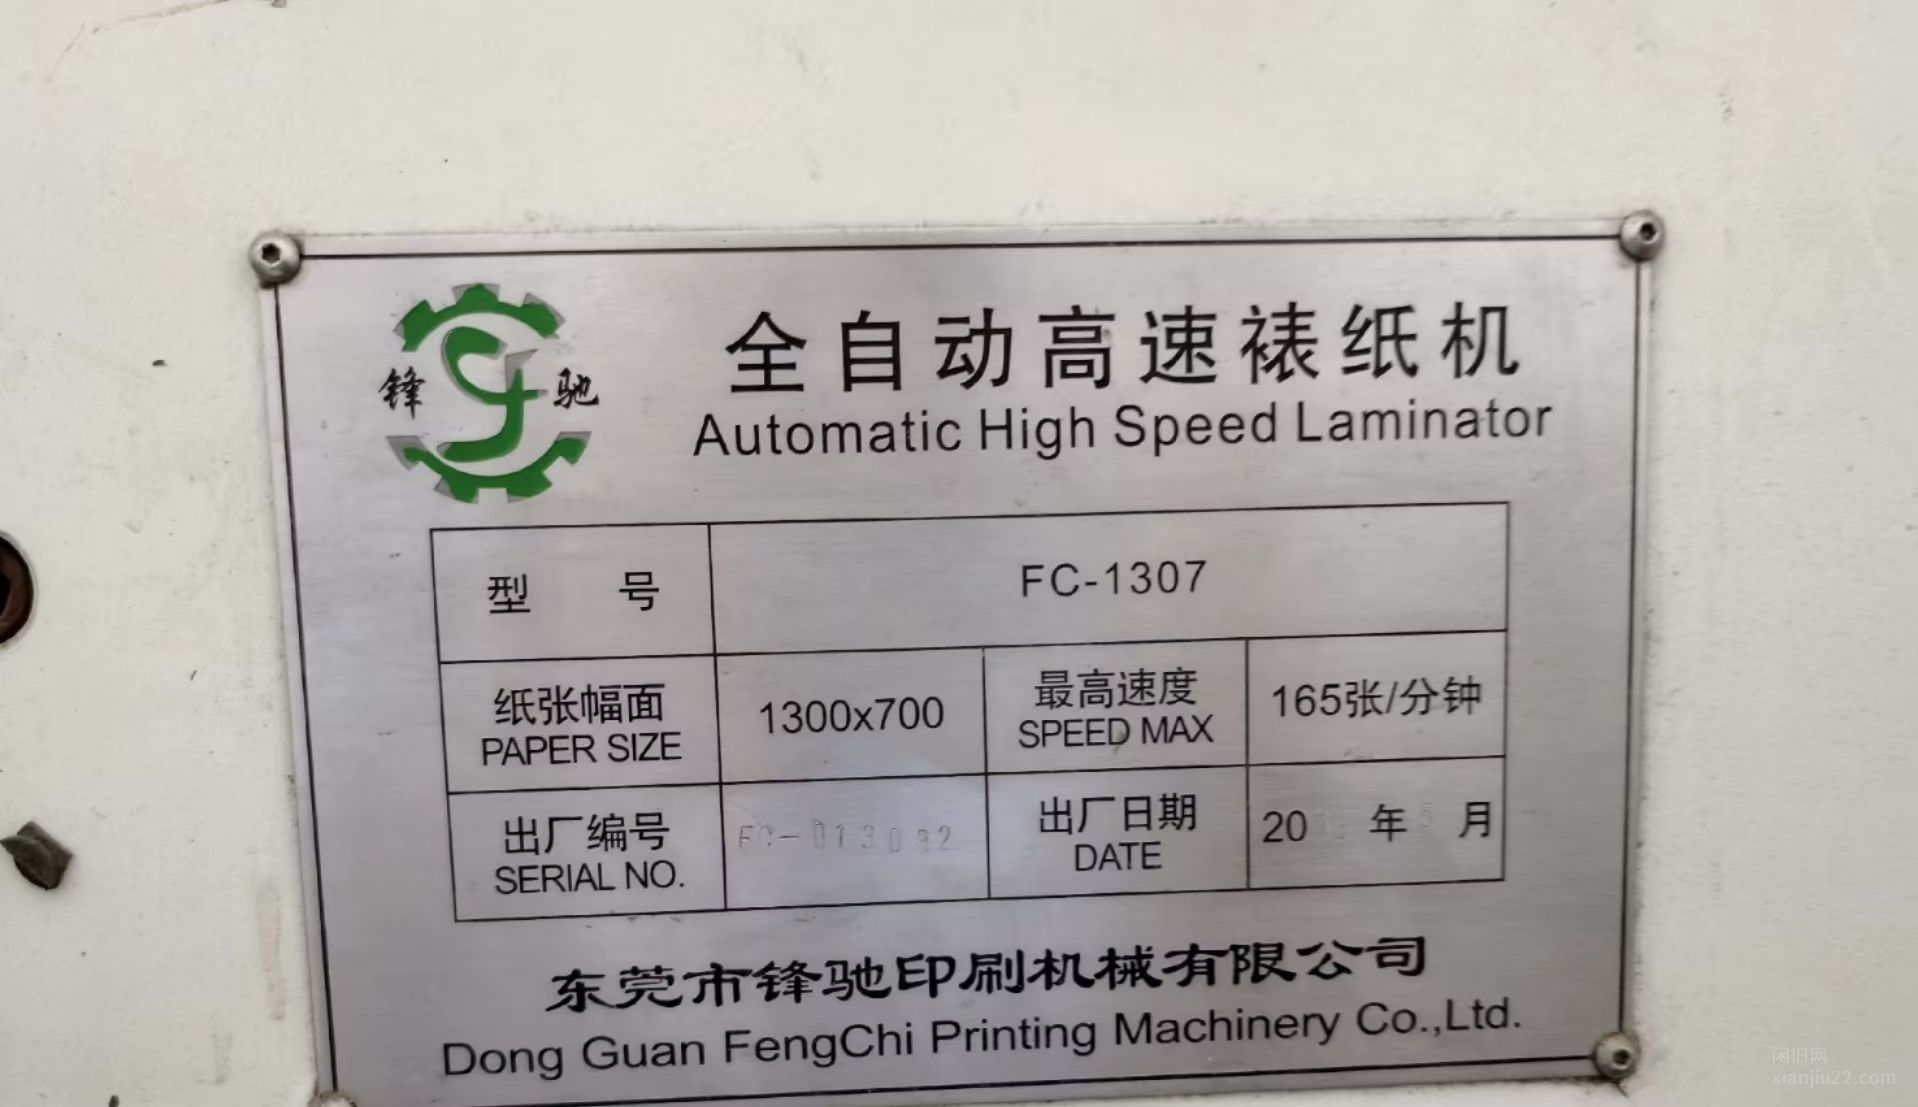 锋 驰
全自动高速裱纸机
Automatic High Speed Laminator
型 号 FC-1307
纸张幅面 1300x700 最高速度 165张/分钟
PAPER SIZE SPEED MAX
出厂编号 出厂日期 20 年 月
SERIAL NO. DATE
东莞市锋驰印刷机械有限公司
Dong Guan FengChi Printing Machinery Co.,Ltd.
闲旧网
xianjiu22.com